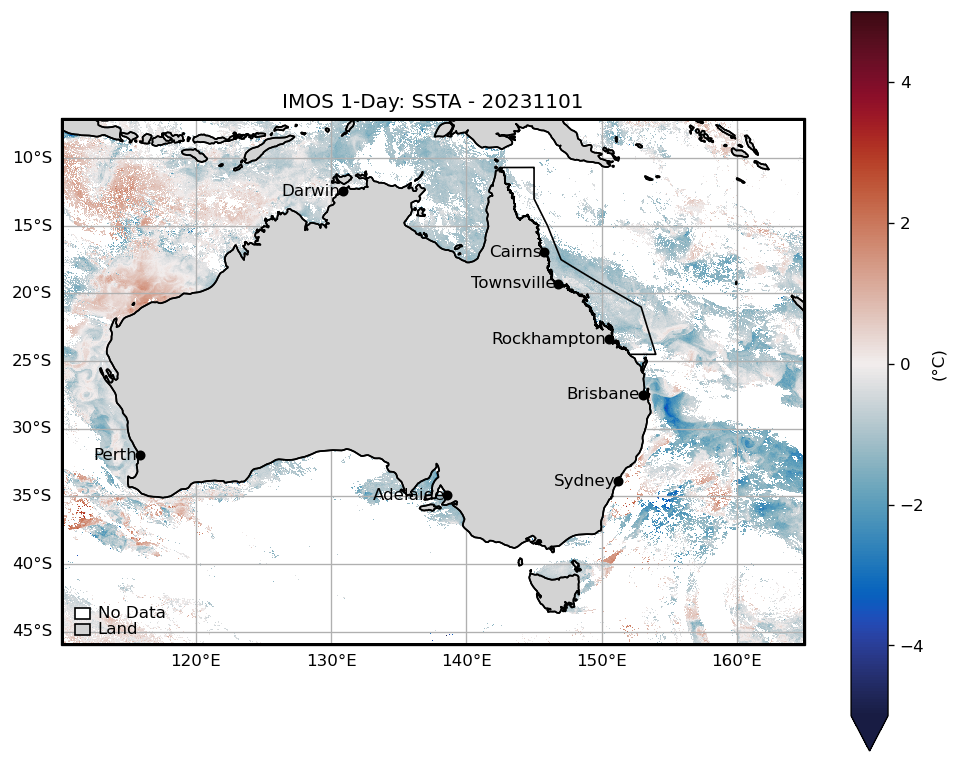 IMOS 1-Day: SSTA - 20231101
10°S
15°S
20°S
25°S
30°S
35°S
40°S
45°S
Darwin
Cairns
Townsville
Rockhampton
Brisbane
Perth
Sydney
Adelaide
No Data
Land
120°E 130°E 140°E 150°E 160°E
4
2
0
−2
−4
(°C)